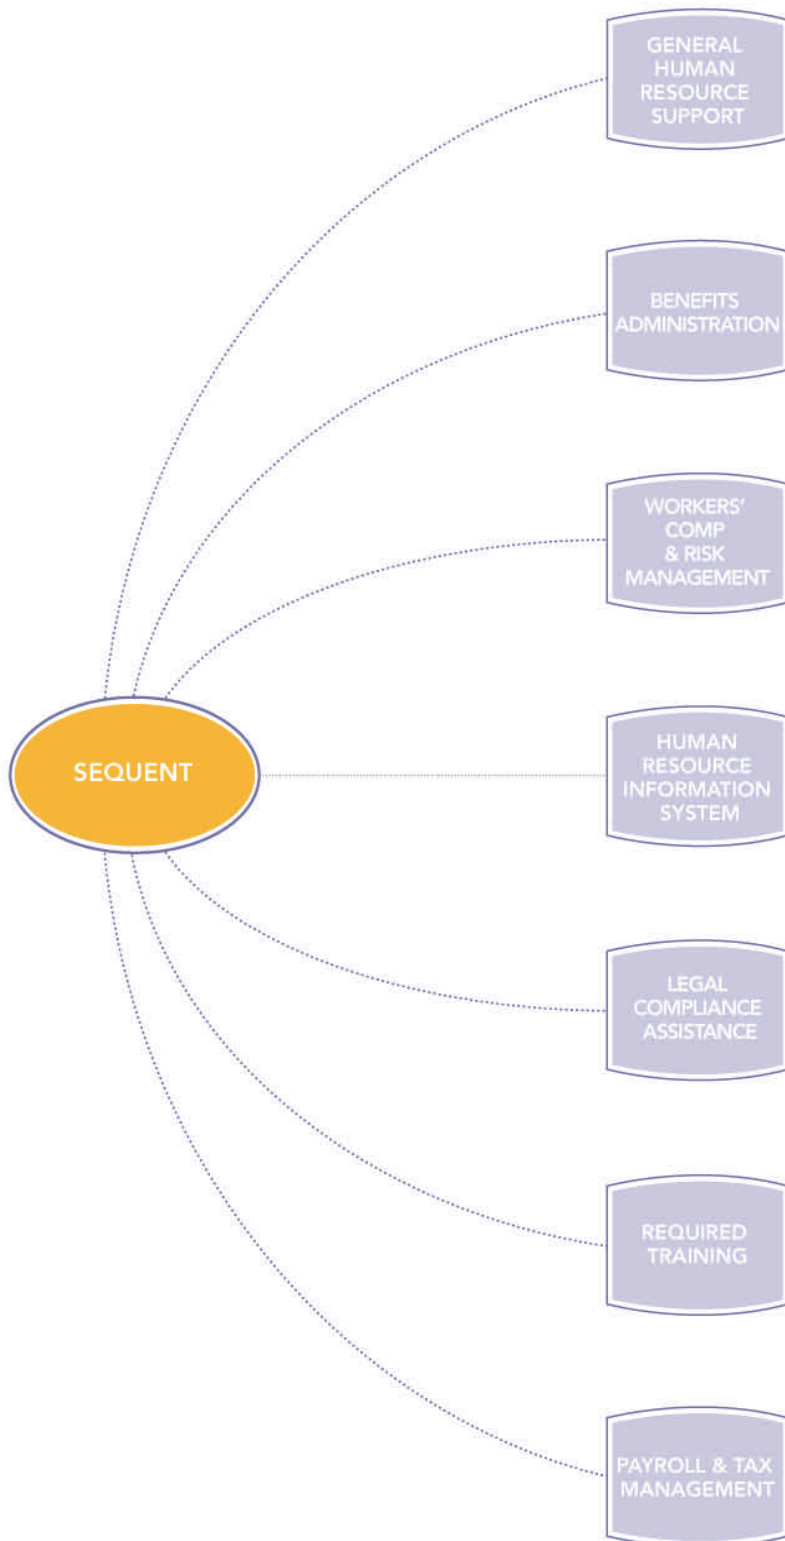 GENERAL
HUMAN
RESOURCE
SUPPORT
BENEFITS
ADMINISTRATION
WORKERS'
COMP
& RISK
MANAGEMENT
SEQUENT
HUMAN
RESOURCE
INFORMATION
SYSTEM
LEGAL
COMPLIANCE
ASSISTANCE
REQUIRED
TRAINING
PAYROLL & TAX
MANAGEMENT